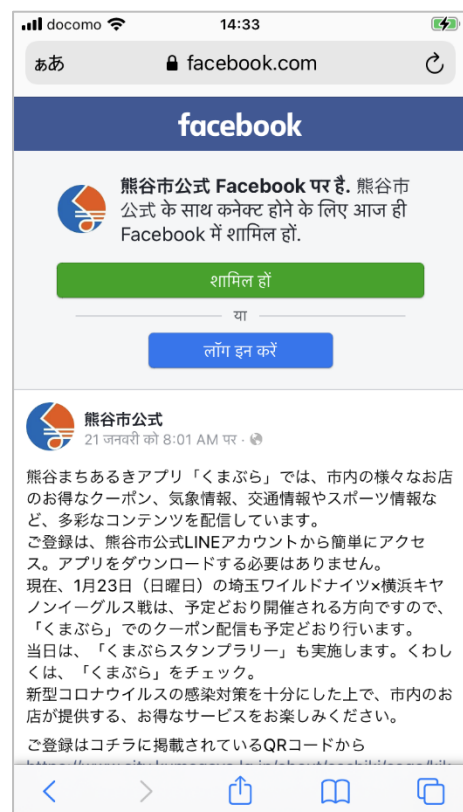 docomo 14:33
ぁあ facebook.com
facebook
熊谷市公式 Facebook पर है. 熊谷市
公式 के साथ कनेक्ट होने के लिए आज ही
Facebook में शामिल हों.
शामिल हों
या
लॉग इन करें
熊谷市公式
21 जनवरी को 8:01 AM पर ·
熊谷まちあるきアプリ「くまぶら」では、市内の様々なお店
のお得なクーポン、気象情報、交通情報やスポーツ情報な
ど、多彩なコンテンツを配信しています。
ご登録は、熊谷市公式LINEアカウントから簡単にアクセ
ス。アプリをダウンロードする必要はありません。
現在、1月23日（日曜日）の埼玉ワイルドナイツ×横浜キヤ
ノンイーグルス戦は、予定どおり開催される方向ですので、
「くまぶら」でのクーポン配信も予定どおり行います。
当日は、「くまぶらスタンプラリー」も実施します。くわし
くは、「くまぶら」をチェック。
新型コロナウイルスの感染対策を十分にした上で、市内のお
店が提供する、お得なサービスをお楽しみください。
ご登録はコチラに掲載されているQRコードから